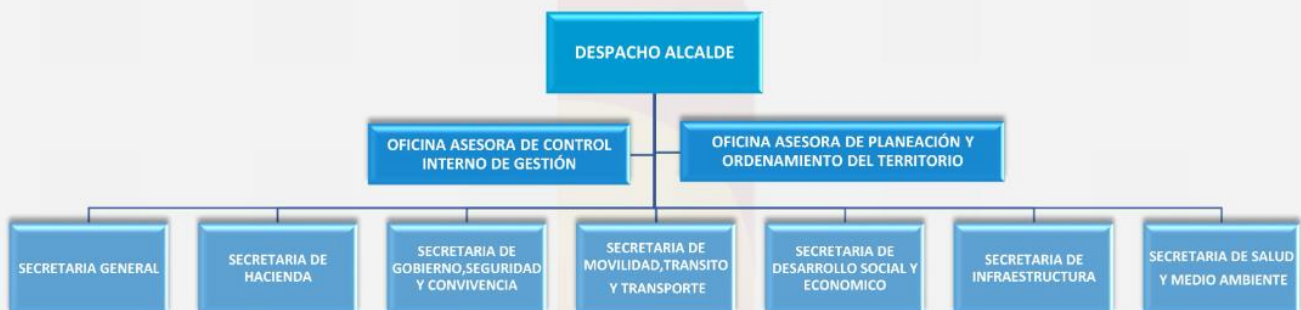 DESPACHO ALCALDE
OFICINA ASESORA DE CONTROL
INTERNO DE GESTIÓN
OFICINA ASESORA DE PLANEACIÓN Y
ORDENAMIENTO DEL TERRITORIO
SECRETARIA GENERAL
SECRETARIA DE
HACIENDA
SECRETARIA DE
GOBIERNO,SEGURIDAD
Y CONVIVENCIA
SECRETARIA DE
MOVILIDAD,TRANSITO
Y TRANSPORTE
SECRETARIA DE
DESARROLLO SOCIAL Y
ECONOMICO
SECRETARIA DE
INFRAESTRUCTURA
SECRETARIA DE SALUD
Y MEDIO AMBIENTE